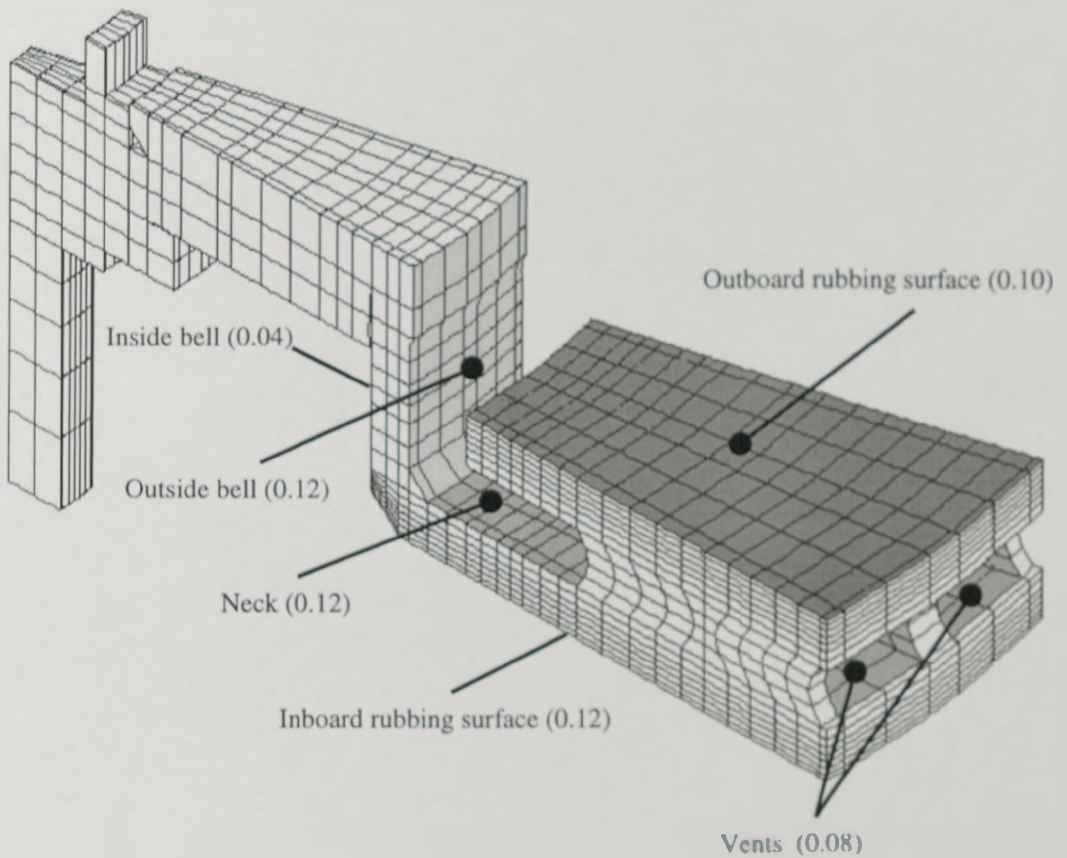 Outboard rubbing surface (0.10)
Inside bell (0.04)
Outside bell (0.12)
Neck (0.12)
Inboard rubbing surface (0.12)
Vents (0.08)